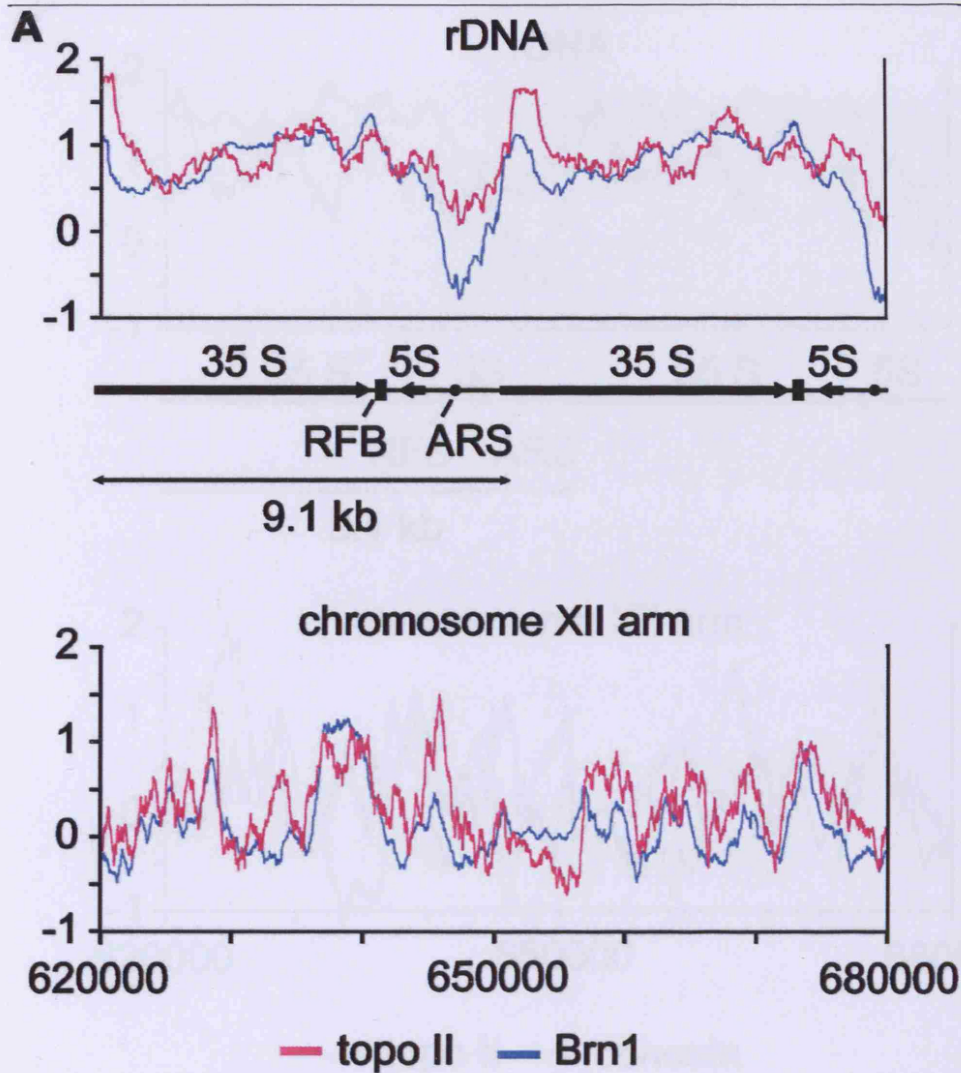 A
rDNA
2
1
0
-1
35 S 5S 35 S 5S
RFB ARS
9.1 kb
chromosome XII arm
2
1
0
-1
620000 650000 680000
topo II Brn1